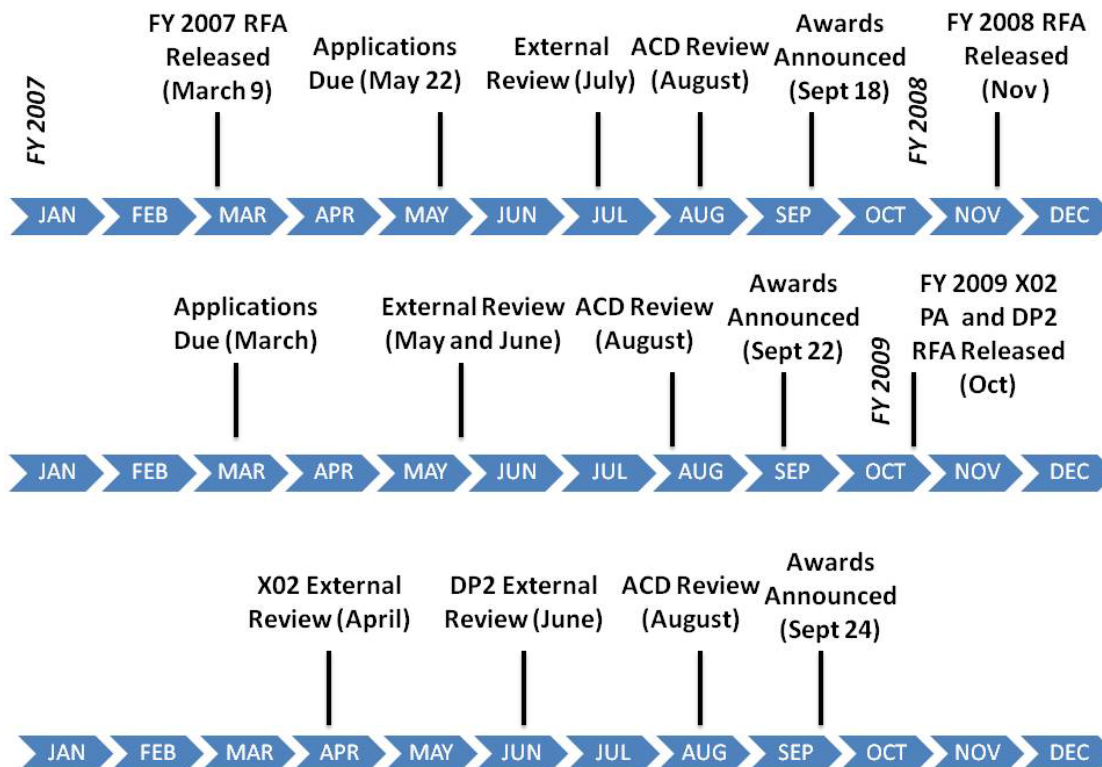 FY 2007
FY 2007 RFA
Released
(March 9)
Applications
Due (May 22)
External
Review (July)
ACD Review
(August)
Awards
Announced
(Sept 18)
FY 2008
FY 2008 RFA
Released
(Nov )
JAN FEB MAR APR MAY JUN JUL AUG SEP OCT NOV DEC
Applications
Due (March)
External Review
(May and June)
ACD Review
(August)
Awards
Announced
(Sept 22)
FY 2009
FY 2009 X02
PA and DP2
RFA Released
(Oct)
JAN FEB MAR APR MAY JUN JUL AUG SEP OCT NOV DEC
X02 External
Review (April)
DP2 External
Review (June)
ACD Review
(August)
Awards
Announced
(Sept 24)
JAN FEB MAR APR MAY JUN JUL AUG SEP OCT NOV DEC